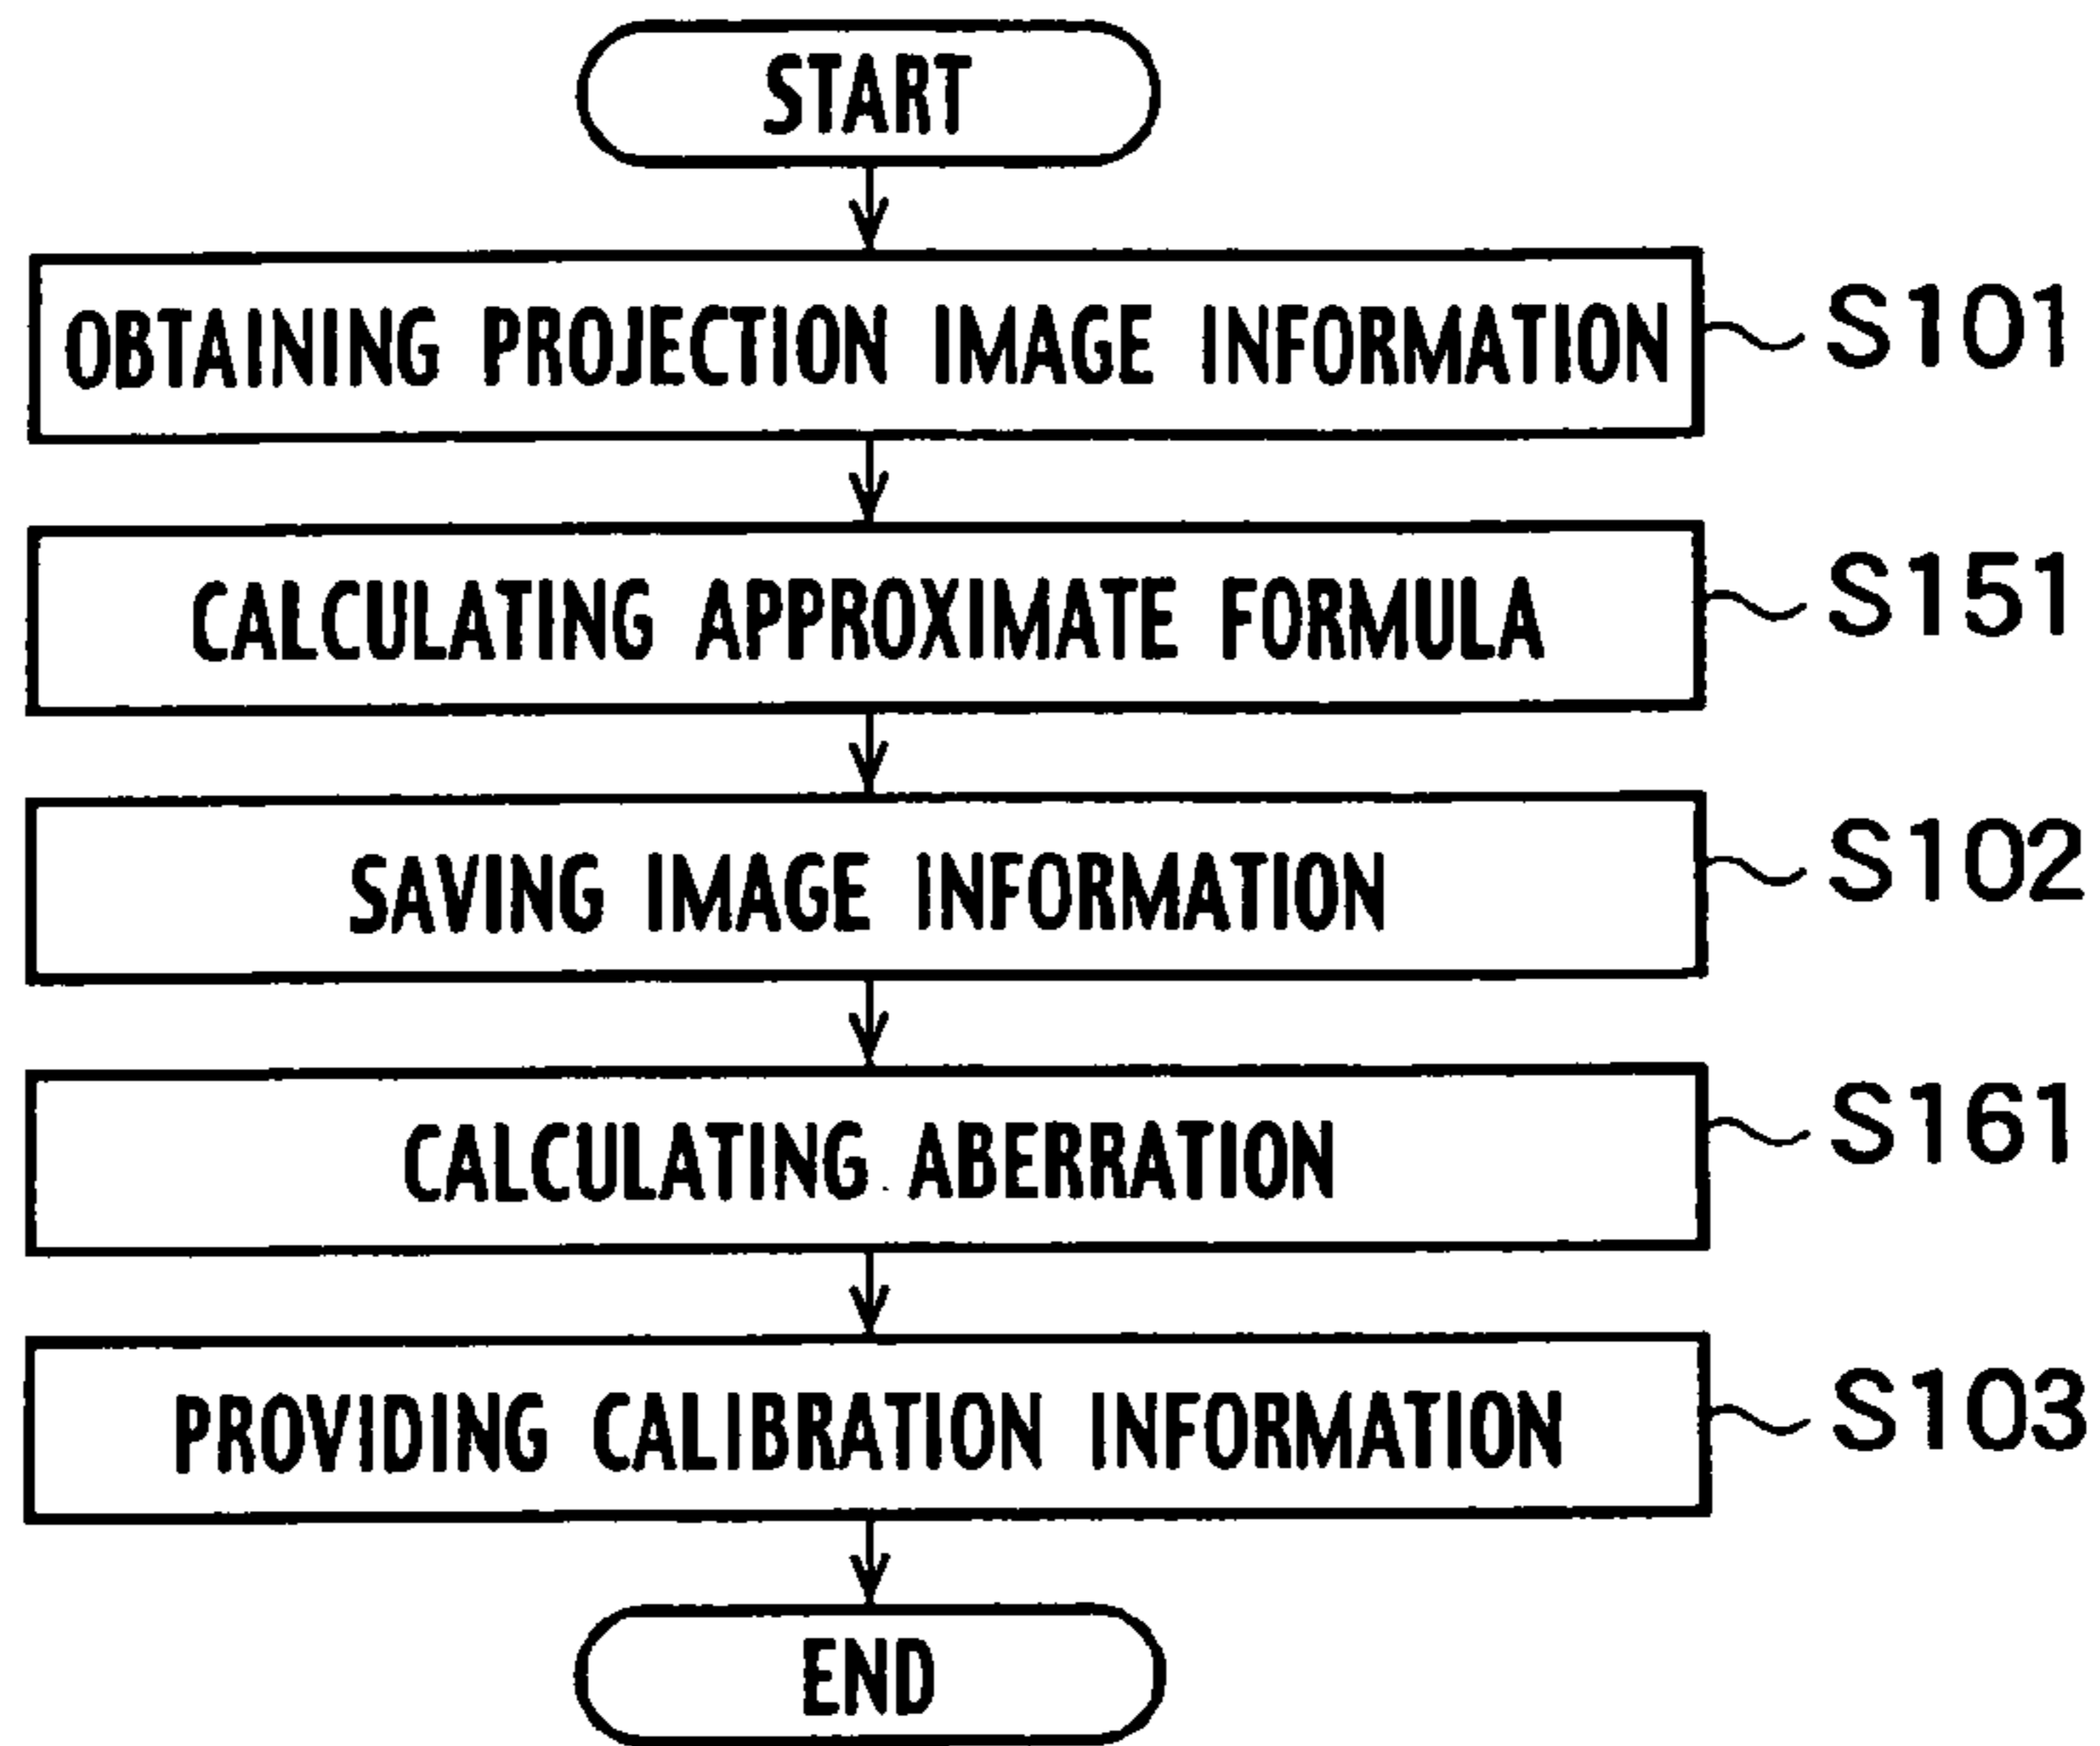 START
OBTAINING PROJECTION IMAGE INFORMATION S101
CALCULATING APPROXIMATE FORMULA S151
SAVING IMAGE INFORMATION S102
CALCULATING ABERRATION S161
PROVIDING CALIBRATION INFORMATION S103
END